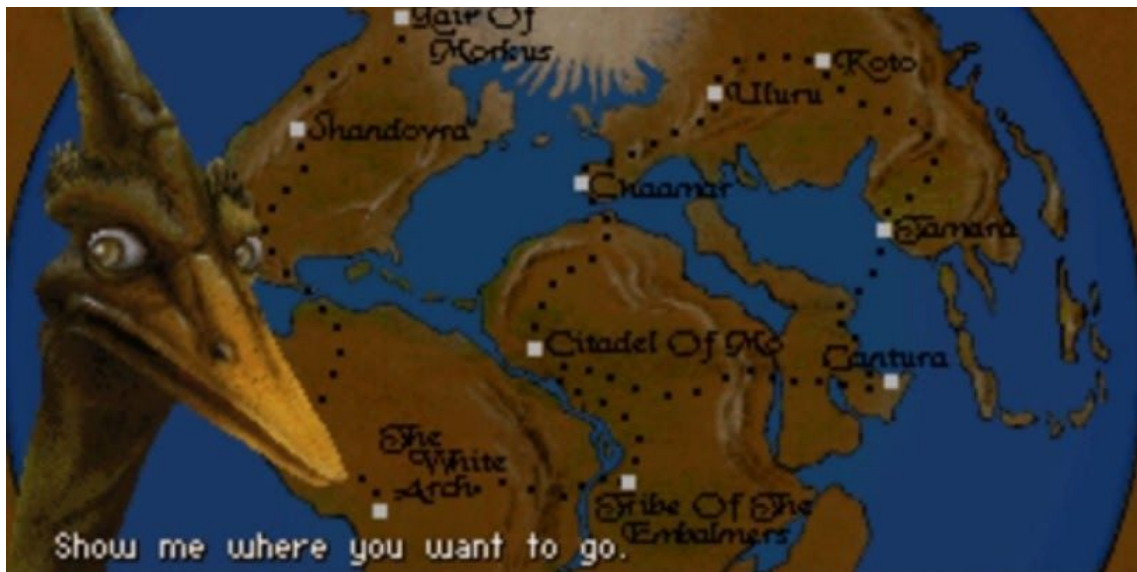 Lair Of
Morkus
Koto
Uluru
Shandovra
Chaamar
Tamara
Citadel Of Mo
Cantura
The
White
Arch
Tribe Of The
Embalmers
Show me where you want to go.